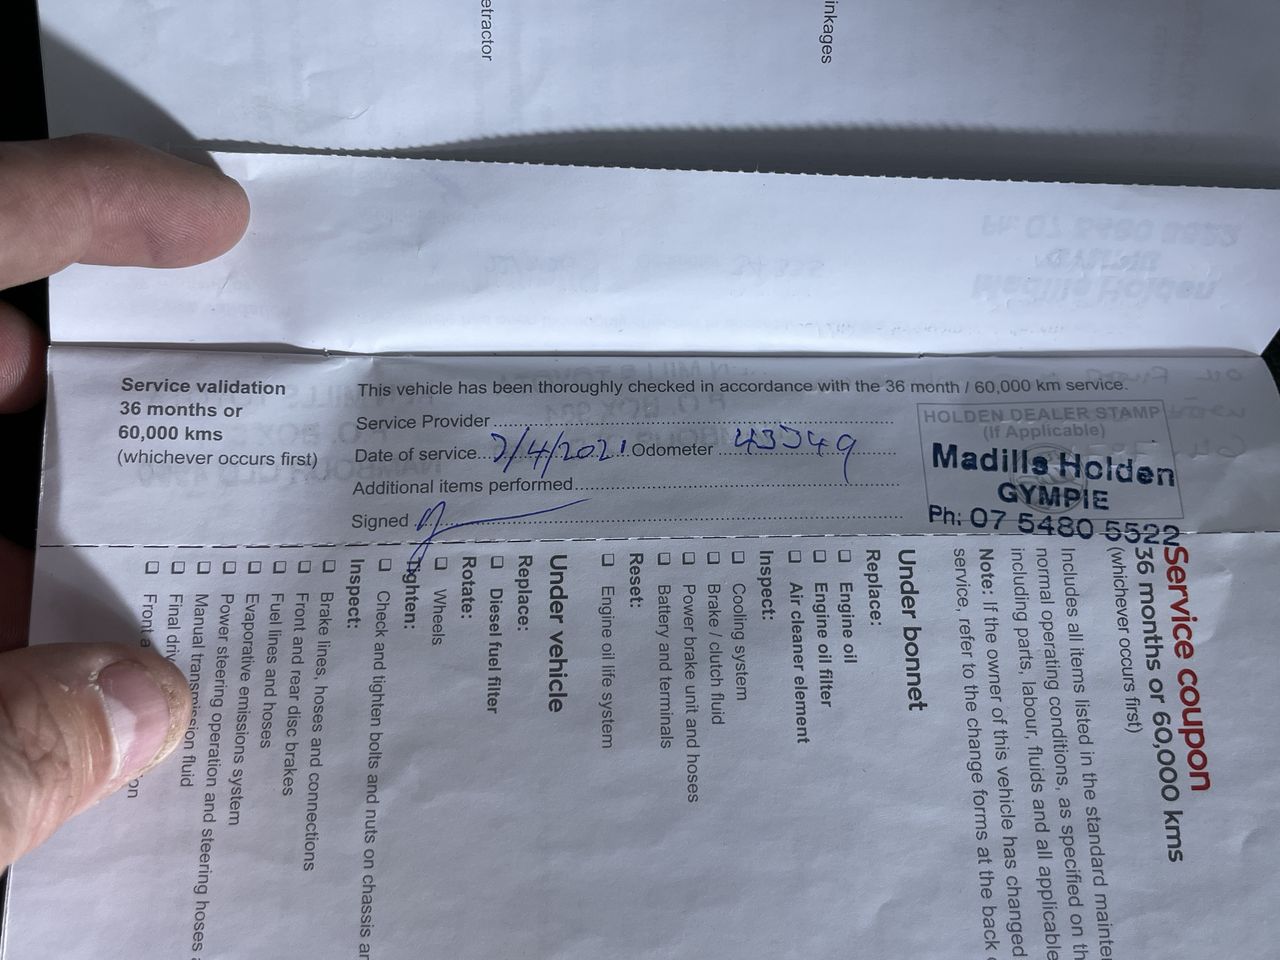 etractor
inkages
Service validation
36 months or
60,000 kms
(whichever occurs first)
This vehicle has been thoroughly checked in accordance with the 36 month / 60,000 km service.
Service Provider
Date of service 7/4/2021 Odometer 43349
Additional items performed
Signed
HOLDEN DEALER STAMP
(If Applicable)
Madills Holden
GYMPIE
Ph: 07 5480 5522
Service coupon
36 months or 60,000 kms
(whichever occurs first)
Includes all items listed in the standard mainte
normal operating conditions, as specified on th
including parts, labour, fluids and all applicable
Note: If the owner of this vehicle has changed
service, refer to the change forms at the back
Under bonnet
Replace:
Engine oil
Engine oil filter
Air cleaner element
Inspect:
Cooling system
Brake / clutch fluid
Power brake unit and hoses
Battery and terminals
Reset:
Engine oil life system
Under vehicle
Replace:
Diesel fuel filter
Rotate:
Wheels
Tighten:
Check and tighten bolts and nuts on chassis
Inspect:
Brake lines, hoses and connections
Front and rear disc brakes
Fuel lines and hoses
Evaporative emissions system
Power steering operation and steering hoses
Manual transmission fluid
Final
Front